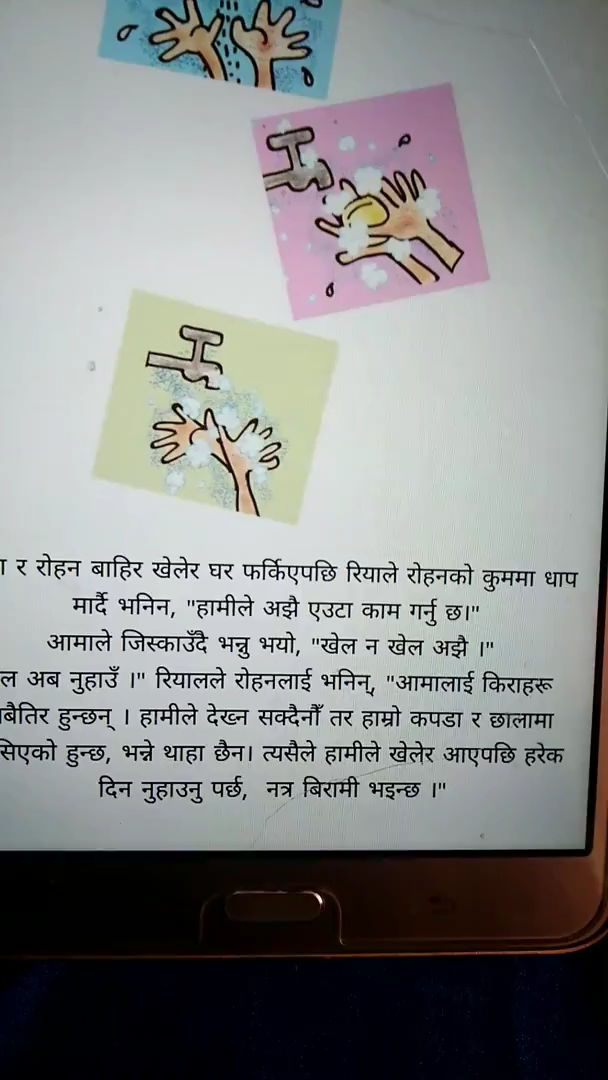 र रोहन बाहिर खेलेर घर फर्किएपछि रियाले रोहनको कुममा धाप
मार्दै भनिन, "हामीले अझै एउटा काम गर्नु छ।"
आमाले जिस्काउँदै भन्नु भयो, "खेल न खेल अझै ।"
अब नुहाउँ ।" रियालले रोहनलाई भनिन्, "आमालाई किराहरू
हुन्छन् । हामीले देख्न सक्दैनौँ तर हाम्रो कपडा र छालामा
हुन्छ, भन्ने थाहा छैन। त्यसैले हामीले खेलेर आएपछि हरेक
दिन नुहाउनु पर्छ, नत्र बिरामी भइन्छ ।"